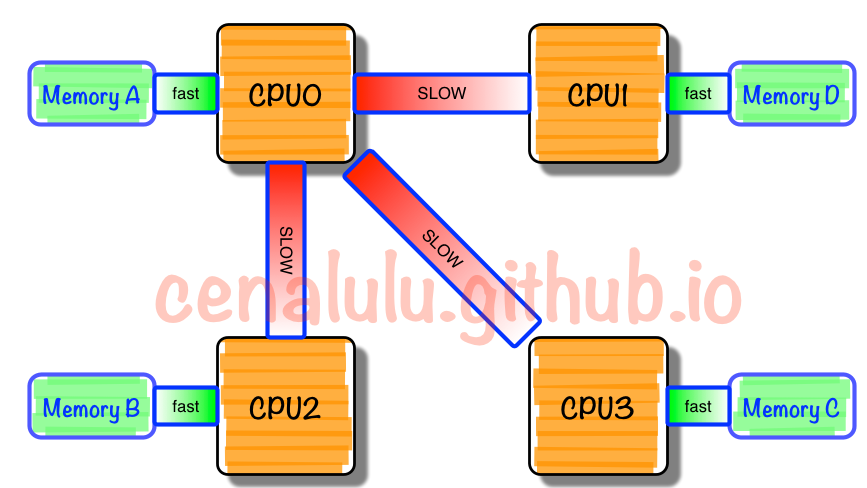 Memory A
fast
CPU0
SLOW
CPU1
fast
Memory D
SLOW
SLOW
cenalulu.github.io
Memory B
fast
CPU2
CPU3
fast
Memory C